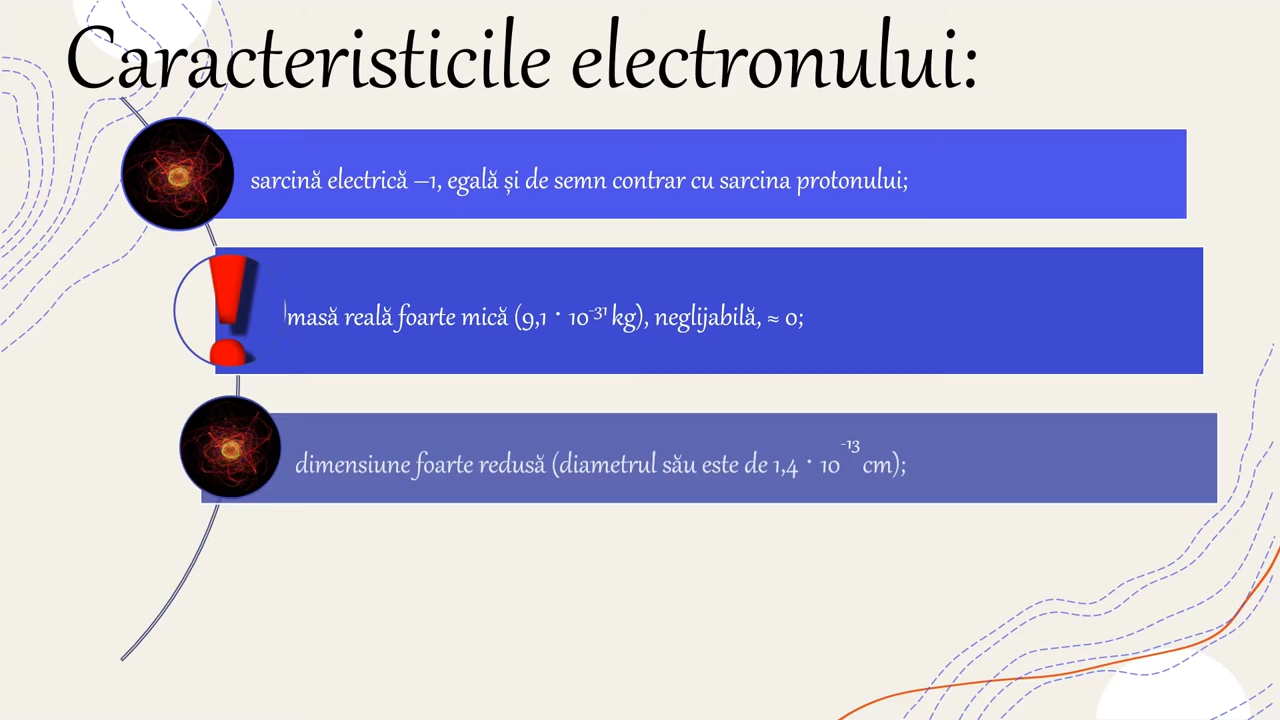 Caracteristicile electronului:
sarcină electrică –1, egală și de semn contrar cu sarcina protonului;
masă reală foarte mică (9,1 · 10⁻³¹ kg), neglijabilă, ≈ 0;
dimensiune foarte redusă (diametrul său este de 1,4 · 10⁻¹³ cm);